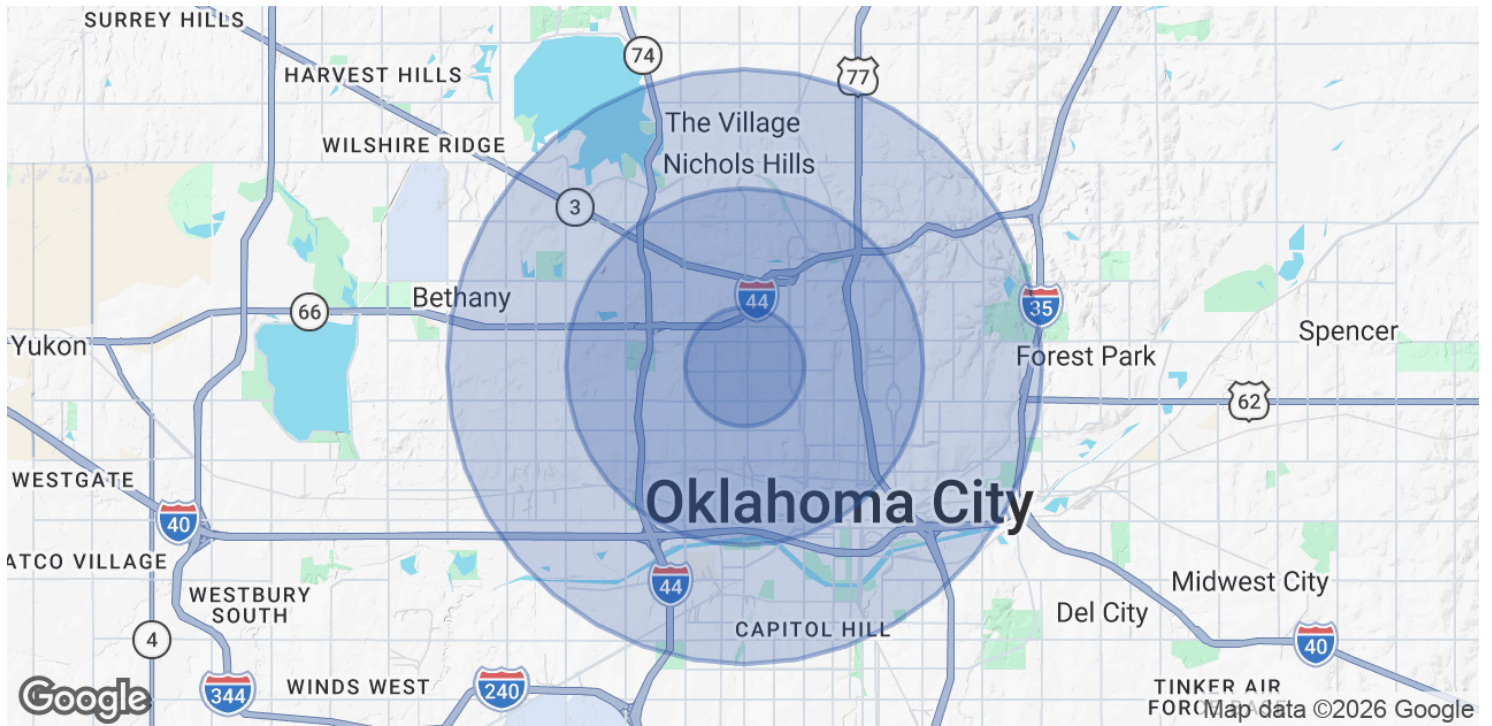 SURREY HILLS
74
HARVEST HILLS
77
The Village
WILSHIRE RIDGE
Nichols Hills
3
Bethany
44
66
35
Spencer
Yukon
Forest Park
62
WESTGATE
Oklahoma City
40
ATCO VILLAGE
44
Midwest City
WESTBURY
SOUTH
Del City
CAPITOL HILL
4
40
344
WINDS WEST
240
TINKER AIR
FORCE BASE
Google
Map data ©2026 Google